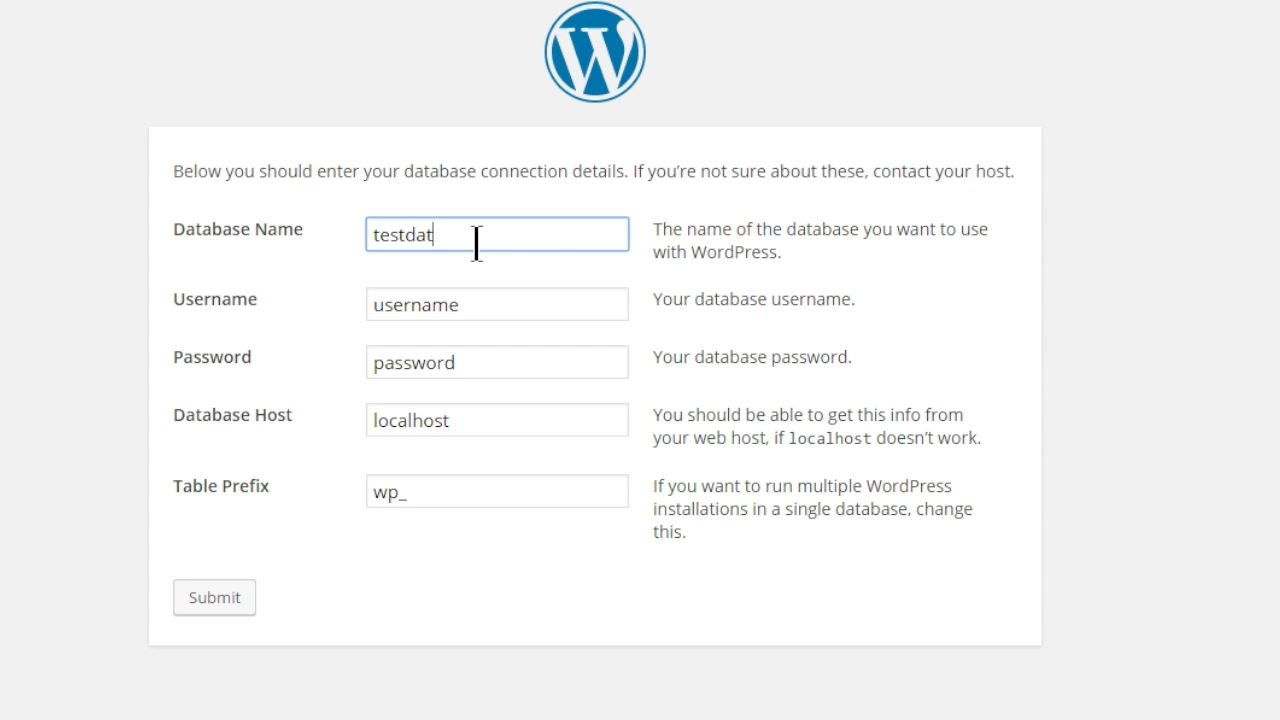 Below you should enter your database connection details. If you’re not sure about these, contact your host.
Database Name
testdat
The name of the database you want to use
with WordPress.
Username
username
Your database username.
Password
password
Your database password.
Database Host
localhost
You should be able to get this info from
your web host, if localhost doesn’t work.
Table Prefix
wp_
If you want to run multiple WordPress
installations in a single database, change
this.
Submit